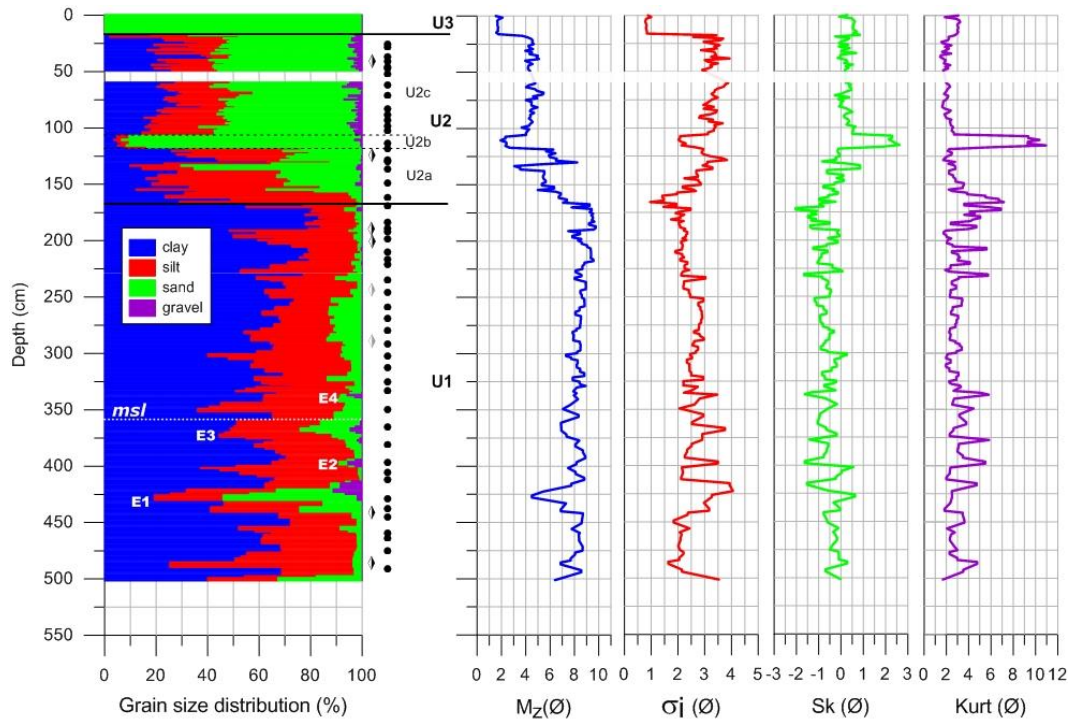 0
50
100
150
200
250
300
350
400
450
500
550
Depth (cm)
clay
silt
sand
gravel
msl
E4
E3
E2
E1
0 20 40 60 80 100
Grain size distribution (%)
U3
U2c
U2
U2b
U2a
U1
0 2 4 6 8 10
MZ(Ø)
0 1 2 3 4 5
σi (Ø)
-3 -2 -1 0 1 2 3
Sk (Ø)
0 2 4 6 8 10 12
Kurt (Ø)